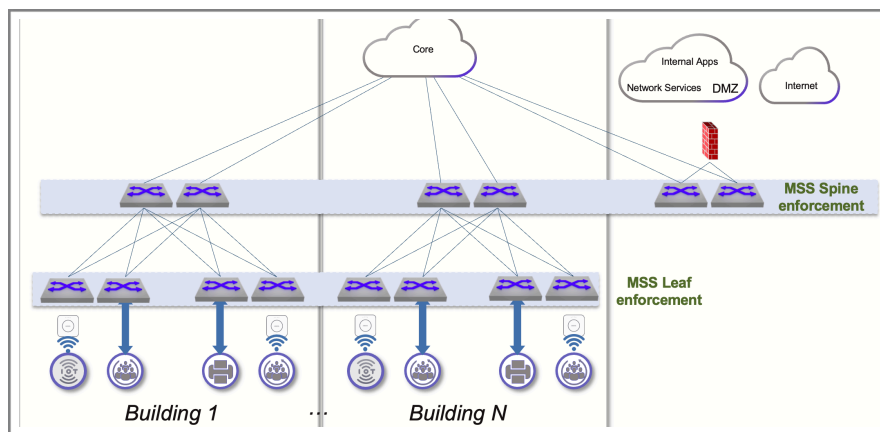 Core
Internal Apps
Network Services DMZ
Internet
MSS Spine
enforcement
MSS Leaf
enforcement
Building 1
...
Building N